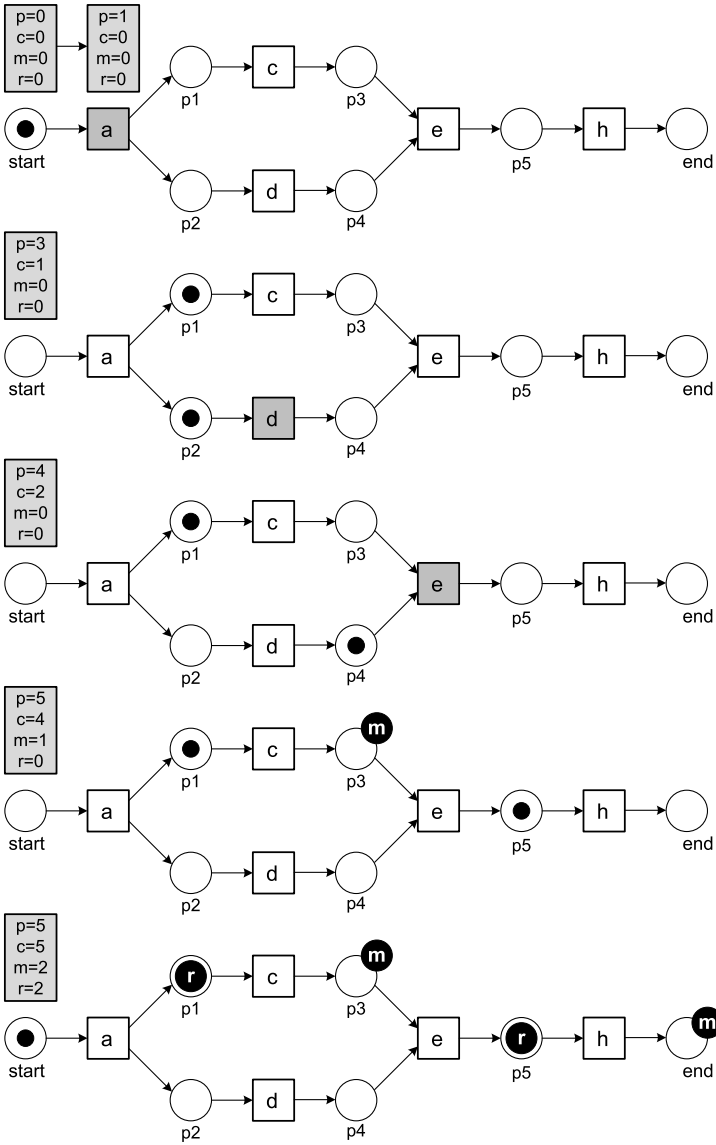 p=0
c=0
m=0
r=0
p=1
c=0
m=0
r=0
start
a
p1
c
p3
p2
d
p4
e
p5
h
end
p=3
c=1
m=0
r=0
start
a
p1
c
p3
p2
d
p4
e
p5
h
end
p=4
c=2
m=0
r=0
start
a
p1
c
p3
p2
d
p4
e
p5
h
end
p=5
c=4
m=1
r=0
start
a
p1
c
m
p3
p2
d
p4
e
p5
h
end
p=5
c=5
m=2
r=2
start
a
r
p1
c
m
p3
p2
d
p4
e
r
p5
h
m
end